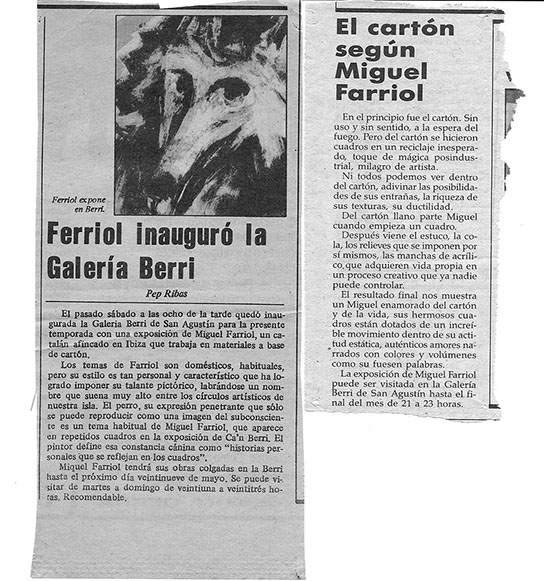 Ferriol expone
en Berri.
Ferriol inauguró la
Galería Berri
Pep Ribas
El pasado sábado a las ocho de la tarde quedó inau-
gurada la Galería Berri de San Agustín para la presente
temporada con una exposición de Miguel Farriol, un ca-
talán afincado en Ibiza que trabaja en materiales a base
de cartón.
Los temas de Farriol son domésticos, habituales,
pero su estilo es tan personal y característico que ha lo-
grado imponer su talante pictórico, labrándose un nom-
bre que suena muy alto entre los círculos artísticos de
nuestra isla. El perro, su expresión penetrante que sólo
se puede reproducir como una imagen del subconscien-
te es un tema habitual de Miguel Farriol, que aparece
en repetidos cuadros en la exposición de Ca'n Berri. El
pintor define esa constancia cánina como "historias per-
sonales que se reflejan en los cuadros".
Miquel Farriol tendrá sus obras colgadas en la Berri
hasta el próximo día veintinueve de mayo. Se puede vi-
sitar de martes a domingo de veintiuna a veintitrés ho-
ras. Recomendable.
El cartón
según
Miguel
Farriol
En el principio fue el cartón. Sin
uso y sin sentido, a la espera del
fuego. Pero del cartón se hicieron
cuadros en un reciclaje inespera-
do, toque de mágica posindus-
trial, milagro de artista.
Ni todos podemos ver dentro
del cartón, adivinar las posibilida-
des de sus entrañas, la riqueza de
sus texturas, su ductilidad.
Del cartón llano parte Miguel
cuando empieza un cuadro.
Después viene el estuco, la co-
la, los relieves que se imponen por
sí mismos, las manchas de acríli-
co que adquieren vida propia en
un proceso creativo que ya nadie
puede controlar.
El resultado final nos muestra
un Miguel enamorado del cartón
y de la vida, sus hermosos cua-
dros están dotados de un increí-
ble movimiento dentro de su acti-
tud estática, auténticos amores na-
rrados con colores y volúmenes
como su fuesen palabras.
La exposición de Miguel Farriol
puede ser visitada en la Galería
Berri de San Agustín hasta el fi-
nal del mes de 21 a 23 horas.